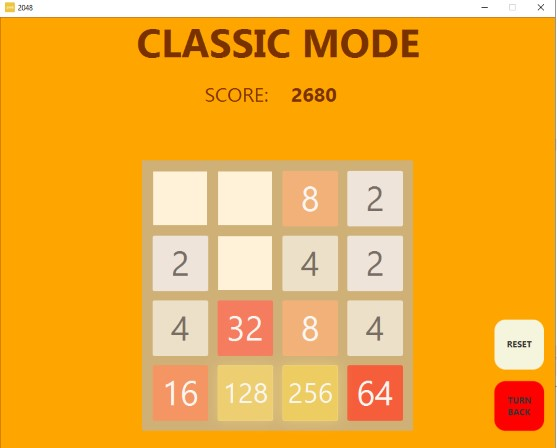 2048
CLASSIC MODE
SCORE: 2680
8 2
2 4 2
4 32 8 4
16 128 256 64
RESET
TURN
BACK